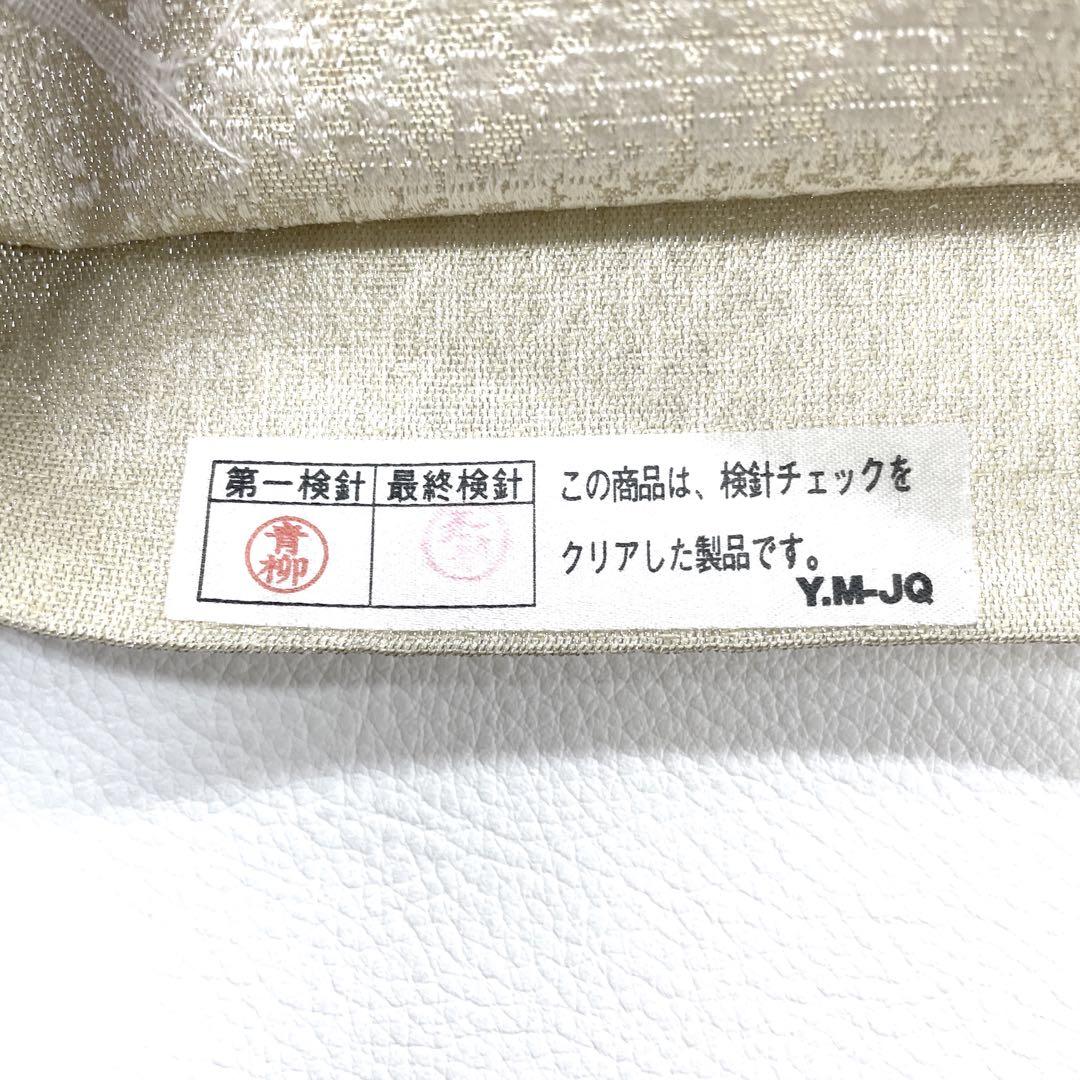 第一検針 最終検針
青柳
この商品は、検針チェックを
クリアした製品です。
Y.M-JQ